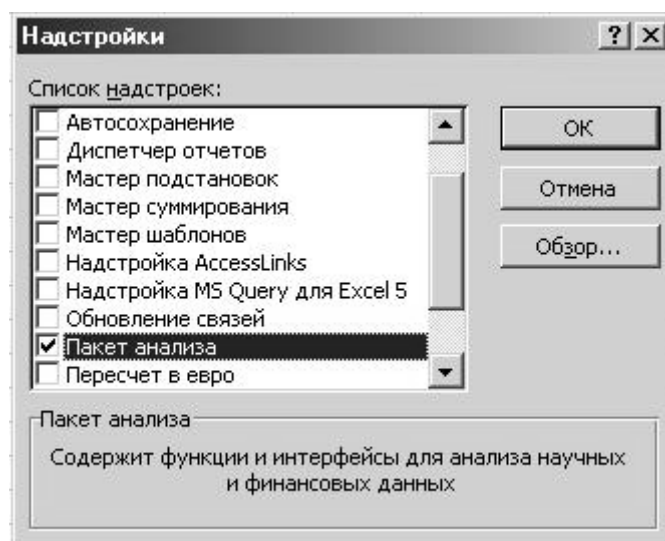 Надстройки
Список надстроек:
Автосохранение
Диспетчер отчетов
Мастер подстановок
Мастер суммирования
Мастер шаблонов
Надстройка AccessLinks
Надстройка MS Query для Excel 5
Обновление связей
Пакет анализа
Пересчет в евро
OK
Отмена
Обзор...
Пакет анализа
Содержит функции и интерфейсы для анализа научных
и финансовых данных